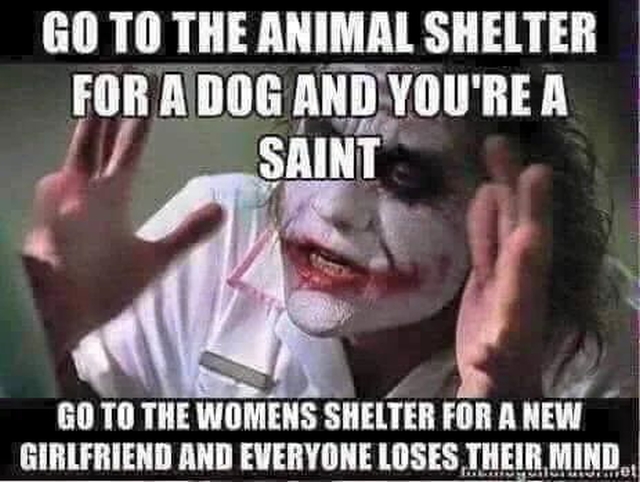 GO TO THE ANIMAL SHELTER
FOR A DOG AND YOU'RE A
SAINT
GO TO THE WOMENS SHELTER FOR A NEW
GIRLFRIEND AND EVERYONE LOSES THEIR MIND